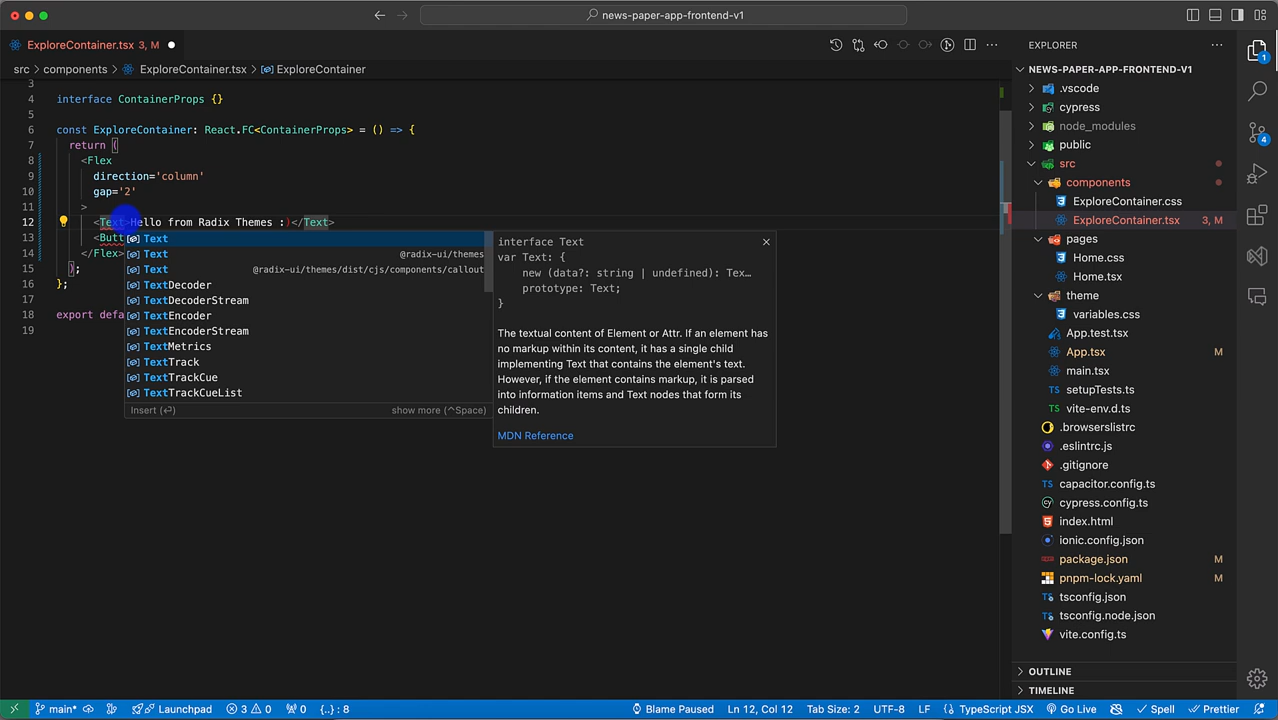 news-paper-app-frontend-v1
ExploreContainer.tsx 3, M
EXPLORER
src > components > ExploreContainer.tsx > ExploreContainer
NEWS-PAPER-APP-FRONTEND-V1
3
4 interface ContainerProps {}
5
6 const ExploreContainer: React.FC<ContainerProps> = () => {
7 return (
8 <Flex
9 direction='column'
10 gap='2'
11 >
12 <Text>Hello from Radix Themes :)</Text>
13 <Butt
14 </Flex>
15 );
16 };
17
18 export defa
19
Text
Text @radix-ui/themes
Text @radix-ui/themes/dist/cjs/components/callout
TextDecoder
TextDecoderStream
TextEncoder
TextEncoderStream
TextMetrics
TextTrack
TextTrackCue
TextTrackCueList
Insert (⏎) show more (^Space)
interface Text
var Text: {
new (data?: string | undefined): Tex…
prototype: Text;
}
The textual content of Element or Attr. If an element has
no markup within its content, it has a single child
implementing Text that contains the element's text.
However, if the element contains markup, it is parsed
into information items and Text nodes that form its
children.
MDN Reference
.vscode
cypress
node_modules
public
src
components
ExploreContainer.css
ExploreContainer.tsx 3, M
pages
Home.css
Home.tsx
theme
variables.css
App.test.tsx
App.tsx M
main.tsx
TS setupTests.ts
TS vite-env.d.ts
.browserslistrc
.eslintrc.js
.gitignore
TS capacitor.config.ts
cypress.config.ts
index.html
ionic.config.json
package.json M
pnpm-lock.yaml M
tsconfig.json
tsconfig.node.json
vite.config.ts
OUTLINE
TIMELINE
1
4
main* Launchpad 3 0 0 {..} : 8 Blame Paused Ln 12, Col 12 Tab Size: 2 UTF-8 LF {} TypeScript JSX Go Live Spell Prettier